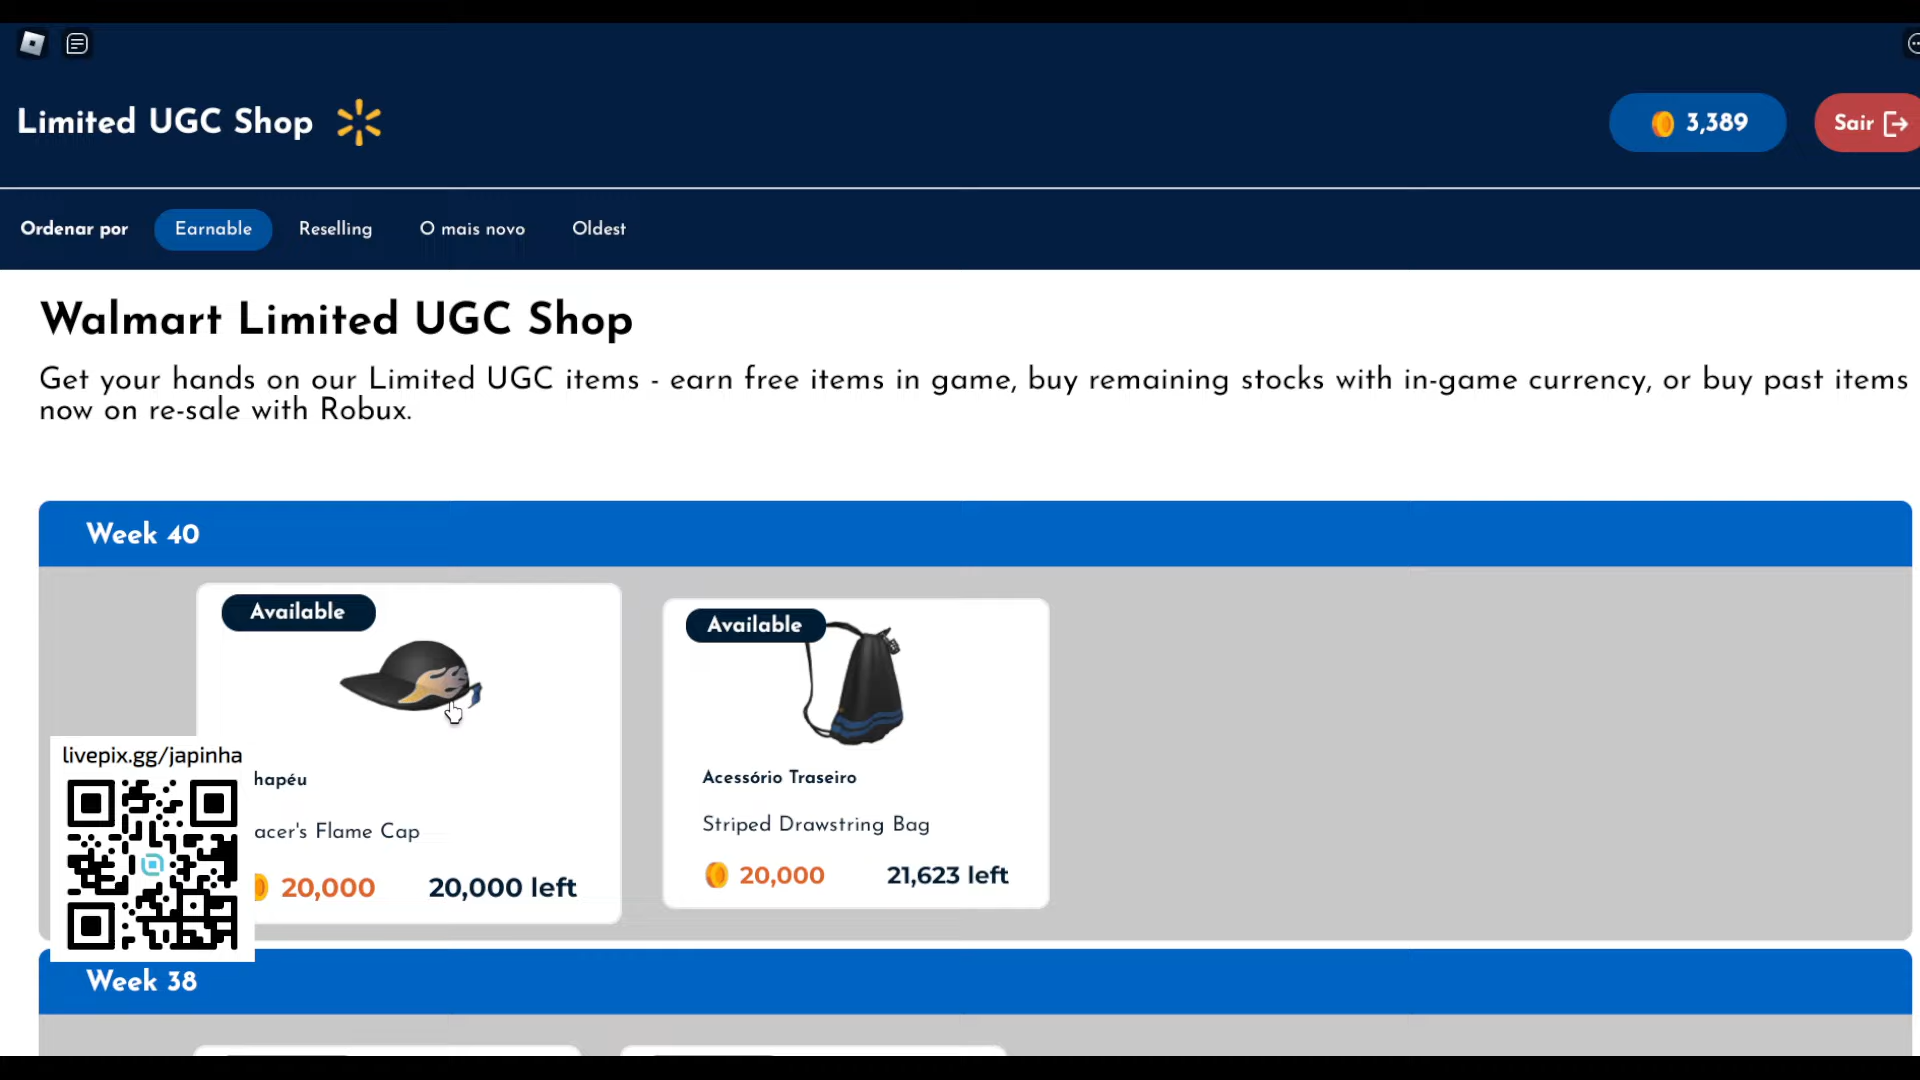 Limited UGC Shop
3,389
Sair
Ordenar por
Earnable
Reselling
O mais novo
Oldest
Walmart Limited UGC Shop
Get your hands on our Limited UGC items - earn free items in game, buy remaining stocks with in-game currency, or buy past items
now on re-sale with Robux.
Week 40
Available
hapéu
acer's Flame Cap
20,000
20,000 left
Available
Acessório Traseiro
Striped Drawstring Bag
20,000
21,623 left
livepix.gg/japinha
Week 38